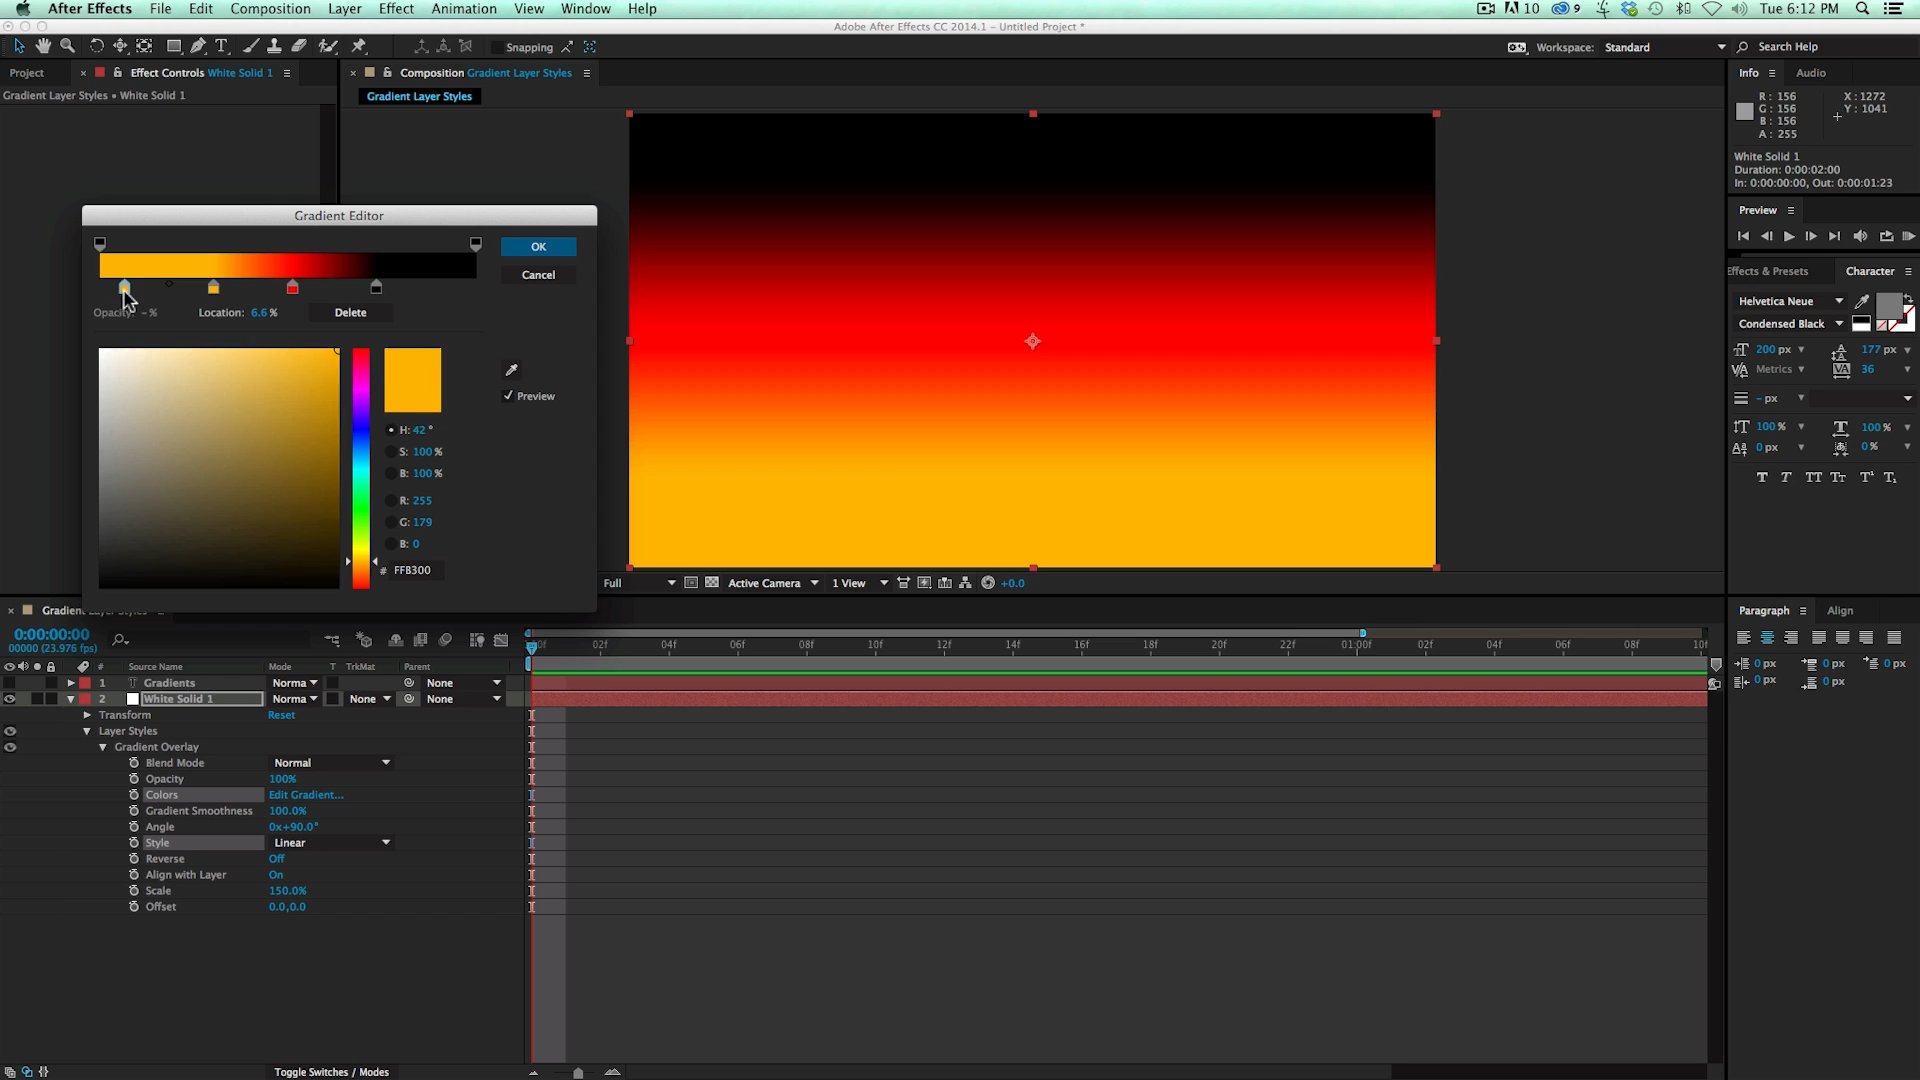 After Effects File Edit Composition Layer Effect Animation View Window Help 10 9 Tue 6:12 PM
Adobe After Effects CC 2014.1 – Untitled Project *
Snapping Workspace: Standard Search Help
Project × Effect Controls White Solid 1 × Composition Gradient Layer Styles Info Audio
Gradient Layer Styles • White Solid 1 Gradient Layer Styles
R: 156 X: 1272
G: 156 Y: 1041
B: 156
A: 255
White Solid 1
Duration: 0:00:02:00
In: 0:00:00:00, Out: 0:00:01:23
Preview
Gradient Editor
OK
Cancel
Location: 6.6 % Delete
Preview
H: 42 °
S: 100 %
B: 100 %
R: 255
G: 179
B: 0
# FFB300
Effects & Presets Character
Helvetica Neue
Condensed Black
200 px 177 px
Metrics 36
- px
100 % 100 %
0 px 0 %
T T TT Tt T¹ T₁
Full Active Camera 1 View +0.0
Paragraph Align
0 px 0 px 0 px
0 px 0 px
0:00:00:00
00000 (23.976 fps)
02f 04f 06f 08f 10f 12f 14f 16f 18f 20f 22f 01:00f 02f 04f 06f 08f 10f
# Source Name Mode T TrkMat Parent
1 T Gradients Norma None
2 White Solid 1 Norma None None
Transform Reset
Layer Styles
Gradient Overlay
Blend Mode Normal
Opacity 100%
Colors Edit Gradient...
Gradient Smoothness 100.0%
Angle 0x+90.0°
Style Linear
Reverse Off
Align with Layer On
Scale 150.0%
Offset 0.0,0.0
Toggle Switches / Modes